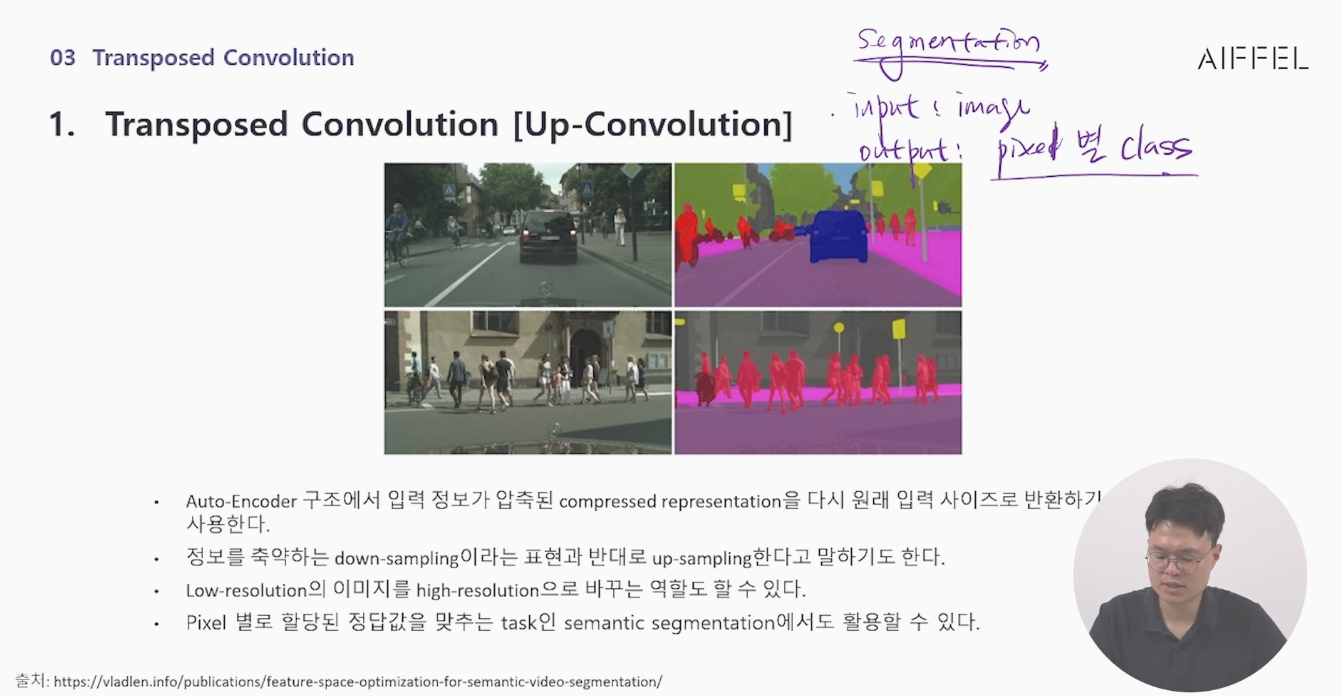 03 Transposed Convolution
Segmentation
AIFFEL
1. Transposed Convolution [Up-Convolution]
input : image
output : pixel 별 class
• Auto-Encoder 구조에서 입력 정보가 압축된 compressed representation을 다시 원래 입력 사이즈로 반환하기
사용한다.
• 정보를 축약하는 down-sampling이라는 표현과 반대로 up-sampling한다고 말하기도 한다.
• Low-resolution의 이미지를 high-resolution으로 바꾸는 역할도 할 수 있다.
• Pixel 별로 할당된 정답값을 맞추는 task인 semantic segmentation에서도 활용할 수 있다.
출처: https://vladlen.info/publications/feature-space-optimization-for-semantic-video-segmentation/